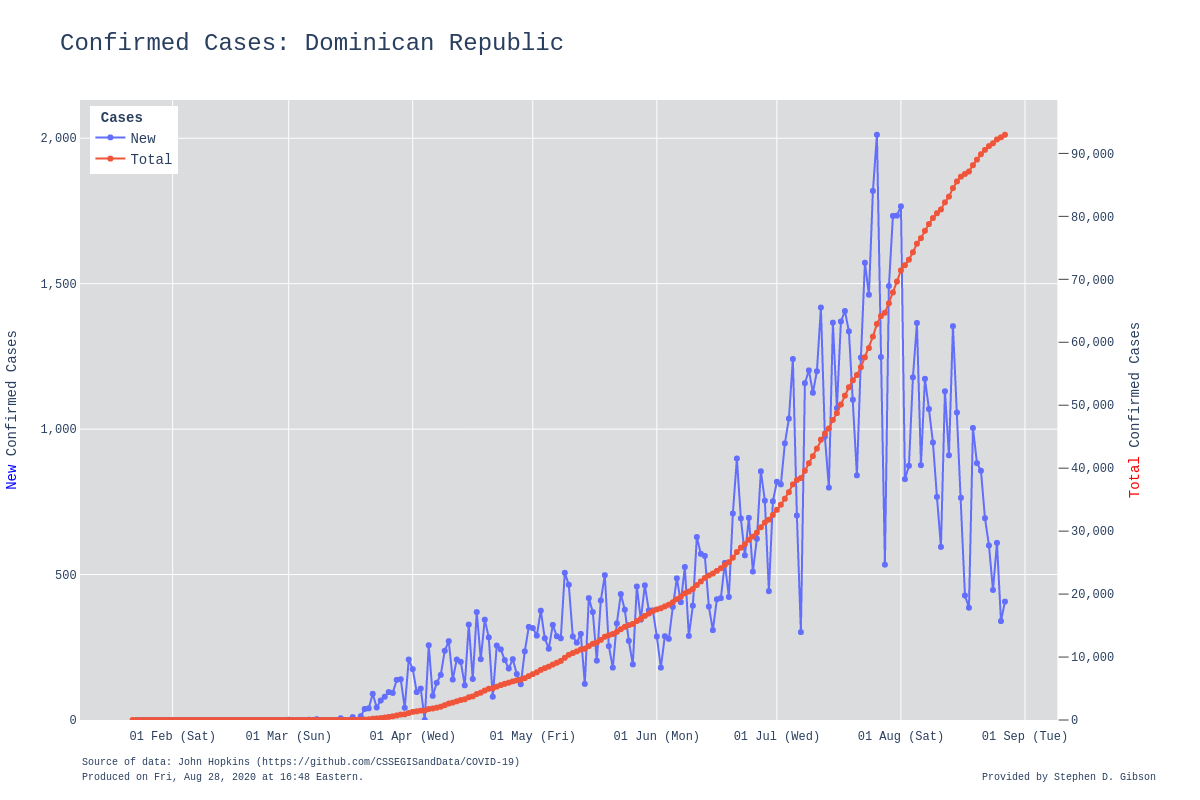 Confirmed Cases: Dominican Republic
Cases
New
Total
2,000
1,500
1,000
500
0
New Confirmed Cases
90,000
80,000
70,000
60,000
50,000
40,000
30,000
20,000
10,000
0
Total Confirmed Cases
01 Feb (Sat) 01 Mar (Sun) 01 Apr (Wed) 01 May (Fri) 01 Jun (Mon) 01 Jul (Wed) 01 Aug (Sat) 01 Sep (Tue)
Source of data: John Hopkins (https://github.com/CSSEGISandData/COVID-19)
Produced on Fri, Aug 28, 2020 at 16:48 Eastern.
Provided by Stephen D. Gibson